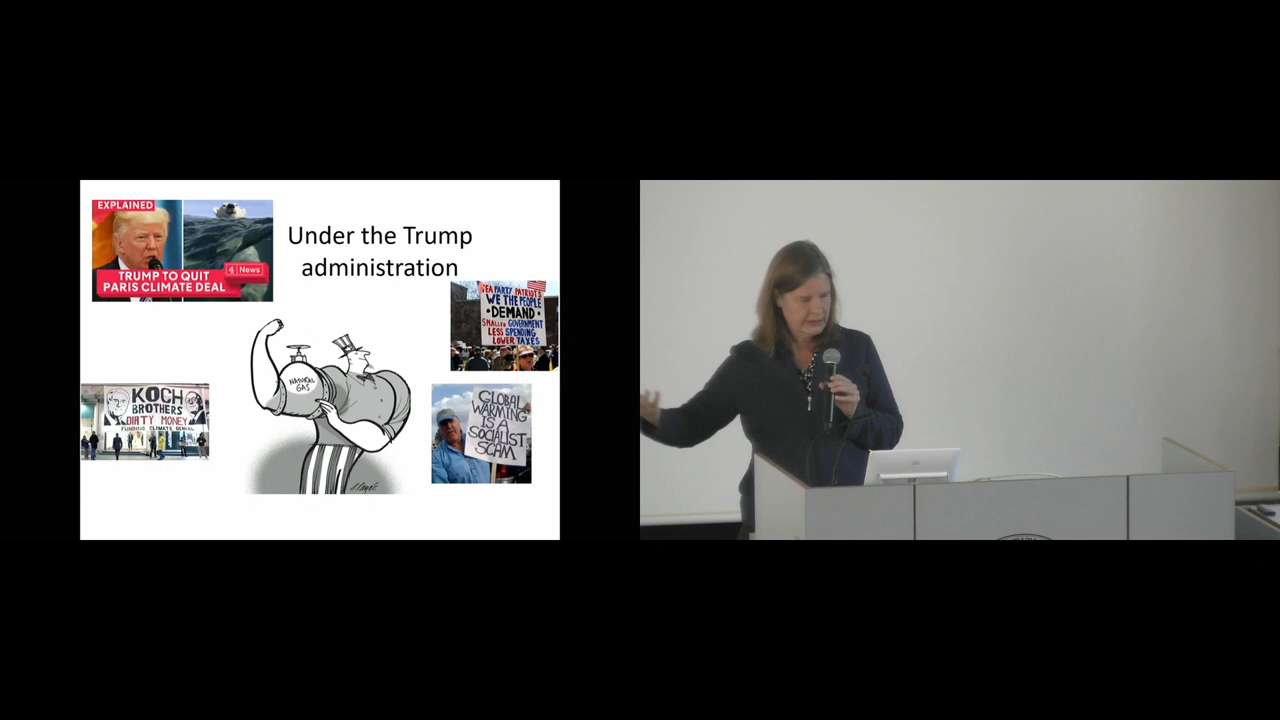 EXPLAINED
TRUMP TO QUIT
PARIS CLIMATE DEAL
4 News
Under the Trump
administration
TEA PARTY PATRIOTS
WE THE PEOPLE
• DEMAND •
SMALLER GOVERNMENT
LESS SPENDING
LOWER TAXES
KOCH
BROTHERS
DIRTY MONEY
FUNDING CLIMATE DENIAL
NATURAL
GAS
GLOBAL
WARMING
IS A
SOCIALIST
SCAM